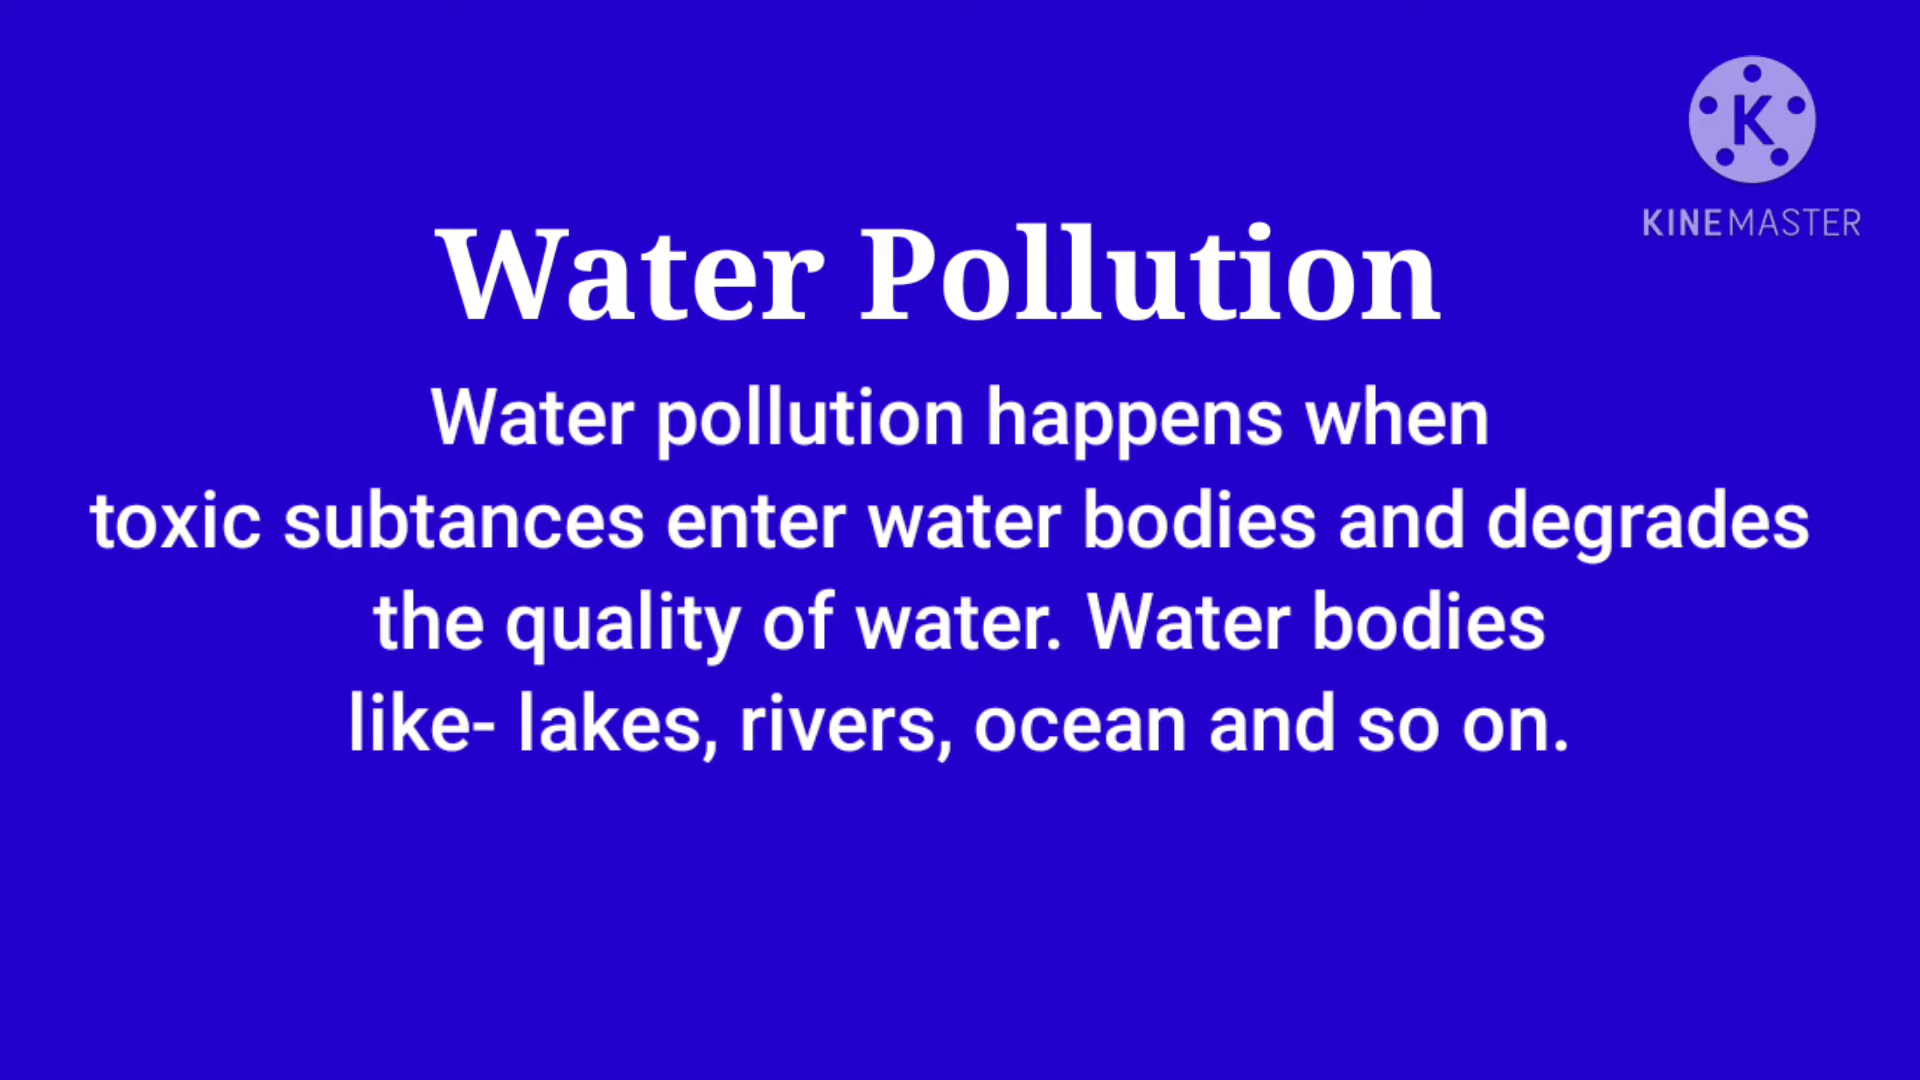 K
KINEMASTER
Water Pollution
Water pollution happens when
toxic subtances enter water bodies and degrades
the quality of water. Water bodies
like- lakes, rivers, ocean and so on.